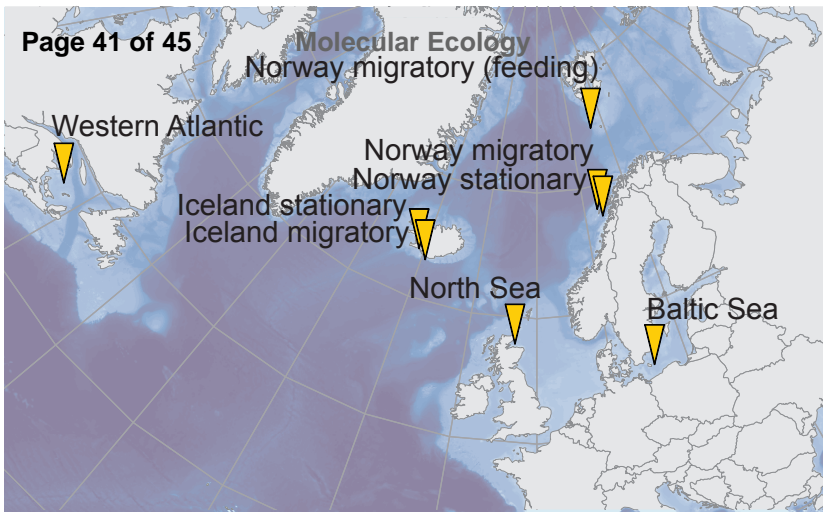 Page 41 of 45
Molecular Ecology
Norway migratory (feeding)
Western Atlantic
Norway migratory
Norway stationary
Iceland stationary
Iceland migratory
North Sea
Baltic Sea